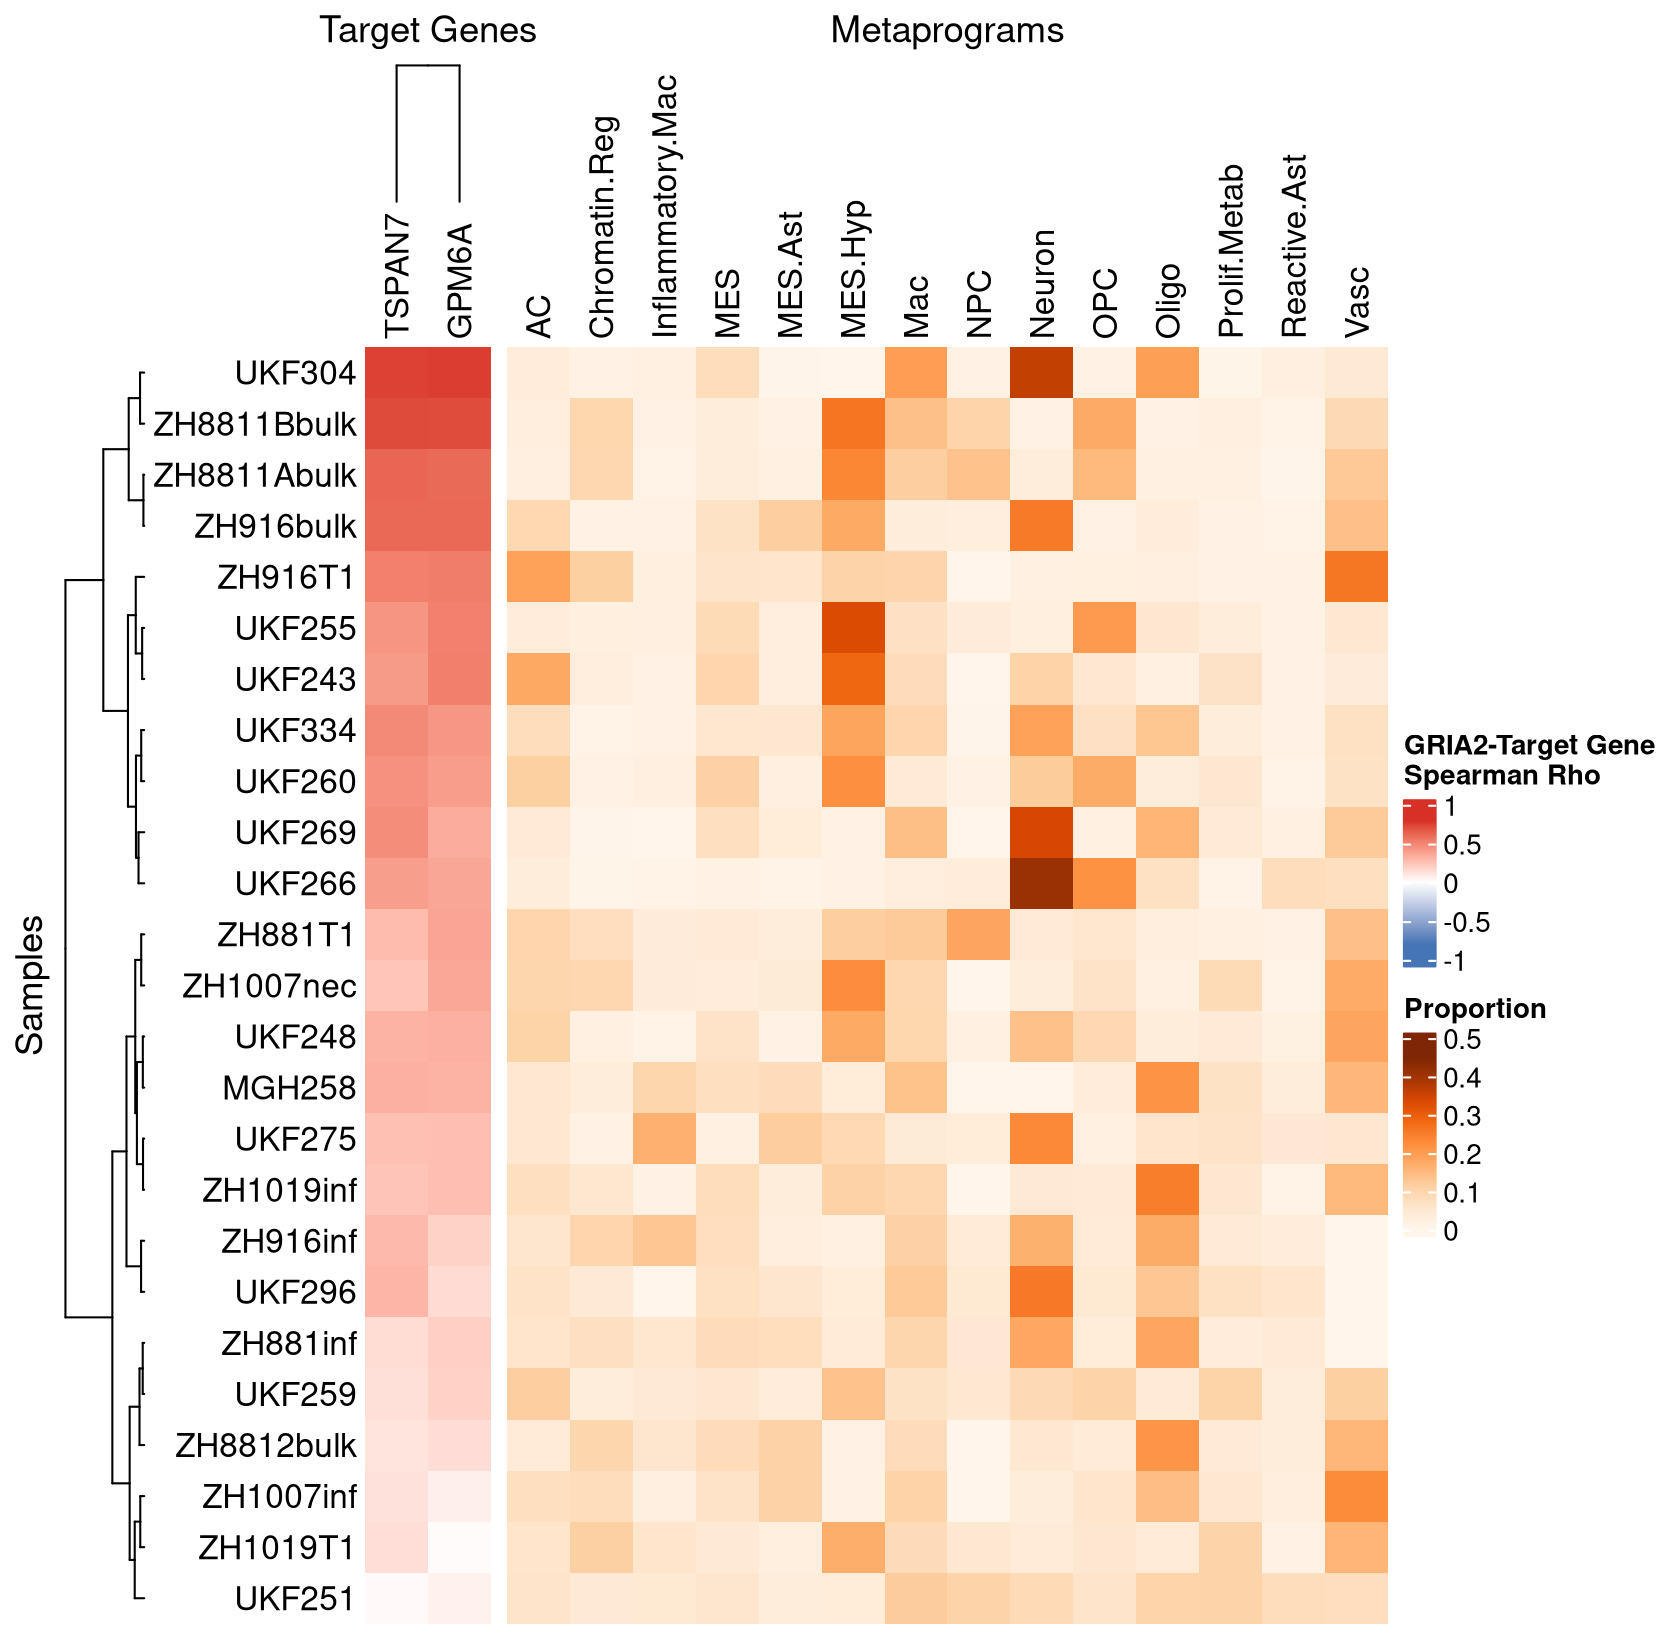 Target Genes
Metaprograms
TSPAN7
GPM6A
AC
Chromatin.Reg
Inflammatory.Mac
MES
MES.Ast
MES.Hyp
Mac
NPC
Neuron
OPC
Oligo
Prolif.Metab
Reactive.Ast
Vasc
Samples
UKF304
ZH8811Bbulk
ZH8811Abulk
ZH916bulk
ZH916T1
UKF255
UKF243
UKF334
UKF260
UKF269
UKF266
ZH881T1
ZH1007nec
UKF248
MGH258
UKF275
ZH1019inf
ZH916inf
UKF296
ZH881inf
UKF259
ZH8812bulk
ZH1007inf
ZH1019T1
UKF251
GRIA2-Target Gene
Spearman Rho
1
0.5
0
-0.5
-1
Proportion
0.5
0.4
0.3
0.2
0.1
0